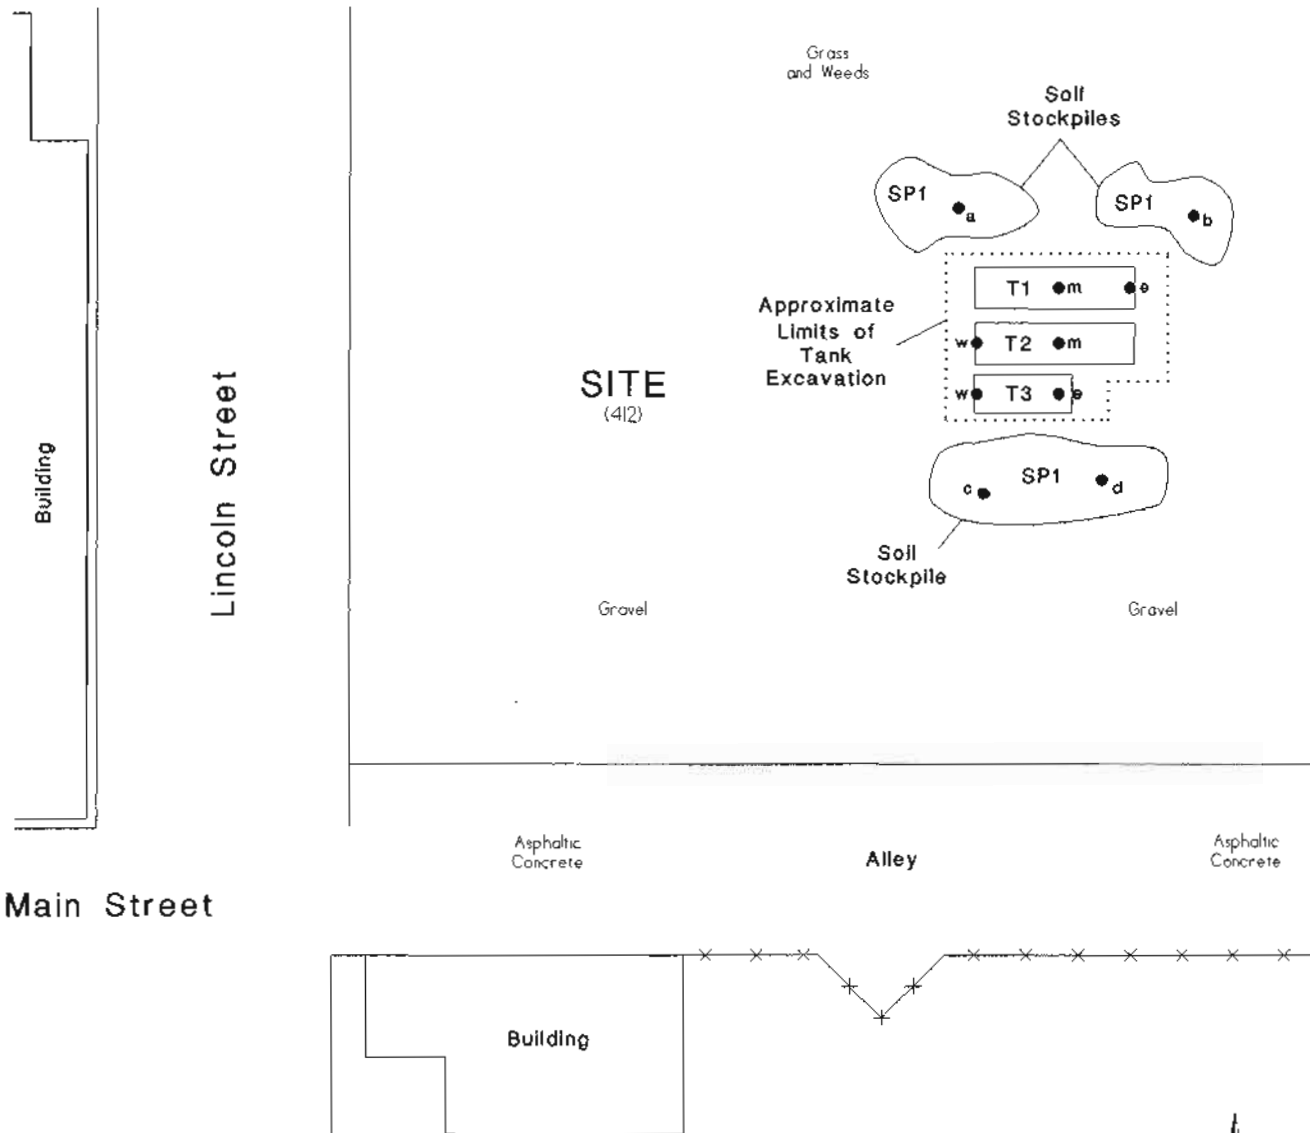 Grass
and Weeds
Soil
Stockpiles
SP1
a
SP1
b
Approximate
Limits of
Tank
Excavation
T1 m e
w T2 m
w T3 e
SITE
(412)
Building
Lincoln Street
SP1
c
d
Soil
Stockpile
Gravel
Gravel
Asphaltic
Concrete
Alley
Asphaltic
Concrete
Main Street
Building